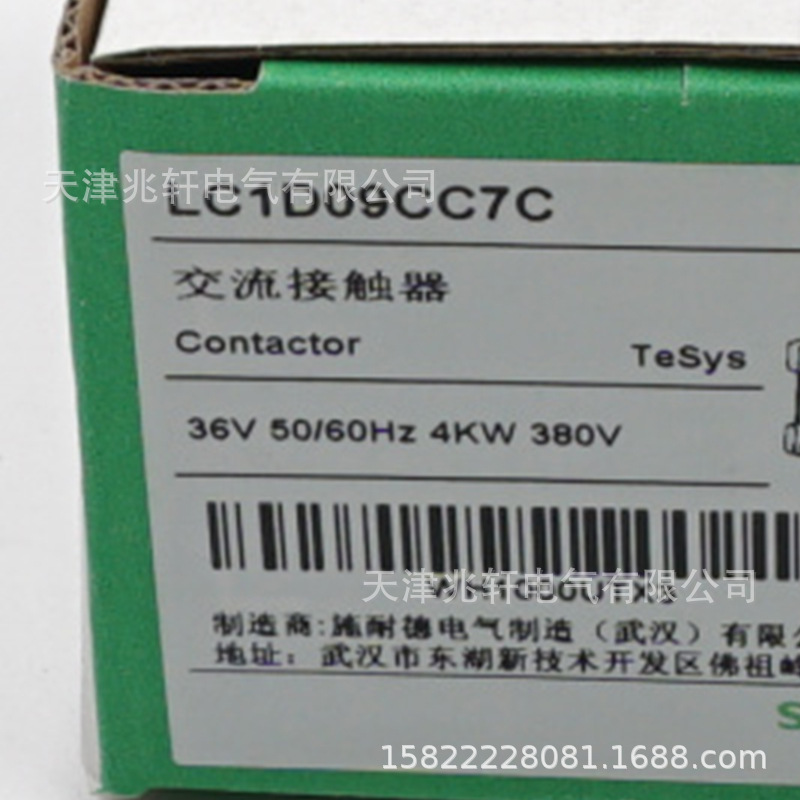 天津兆轩电气有限公司
LC1D09CC7C
交流接触器
Contactor
TeSys
36V 50/60Hz 4KW 380V
天津兆轩电气有限公司
制造商:施耐德电气制造（武汉）有限
地址: 武汉市东湖新技术开发区佛祖岭
S
15822228081.1688.com